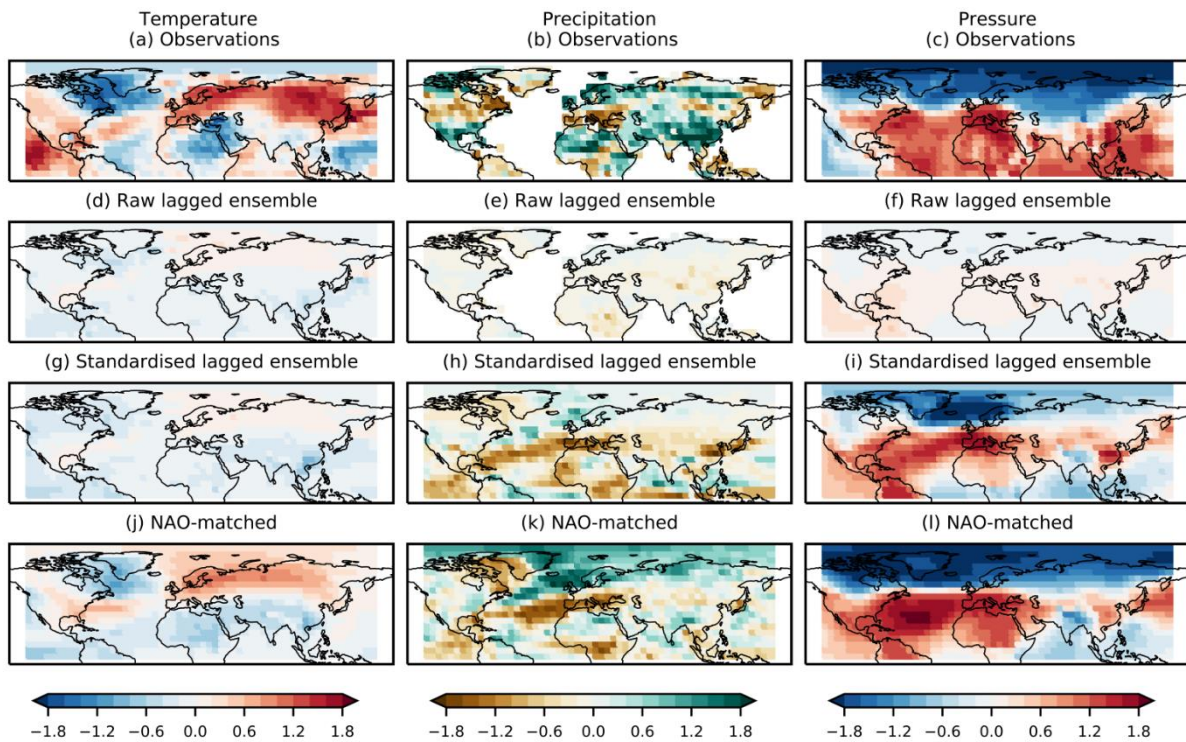 Temperature Precipitation Pressure
(a) Observations (b) Observations (c) Observations
(d) Raw lagged ensemble (e) Raw lagged ensemble (f) Raw lagged ensemble
(g) Standardised lagged ensemble (h) Standardised lagged ensemble (i) Standardised lagged ensemble
(j) NAO-matched (k) NAO-matched (l) NAO-matched
−1.8 −1.2 −0.6 0.0 0.6 1.2 1.8 −1.8 −1.2 −0.6 0.0 0.6 1.2 1.8 −1.8 −1.2 −0.6 0.0 0.6 1.2 1.8